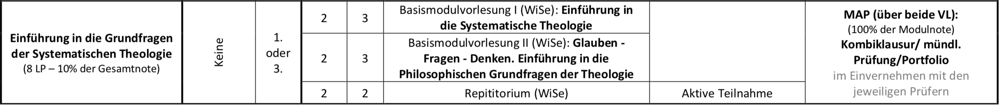 Einführung in die Grundfragen
der Systematischen Theologie
(8 LP – 10% der Gesamtnote)
Keine
1.
oder
3.
2
3
Basismodulvorlesung I (WiSe): Einführung in
die Systematische Theologie
2
3
Basismodulvorlesung II (WiSe): Glauben -
Fragen - Denken. Einführung in die
Philosophischen Grundfragen der Theologie
2
2
Repititorium (WiSe)
Aktive Teilnahme
MAP (über beide VL):
(100% der Modulnote)
Kombiklausur/ mündl.
Prüfung/Portfolio
im Einvernehmen mit den
jeweiligen Prüfern